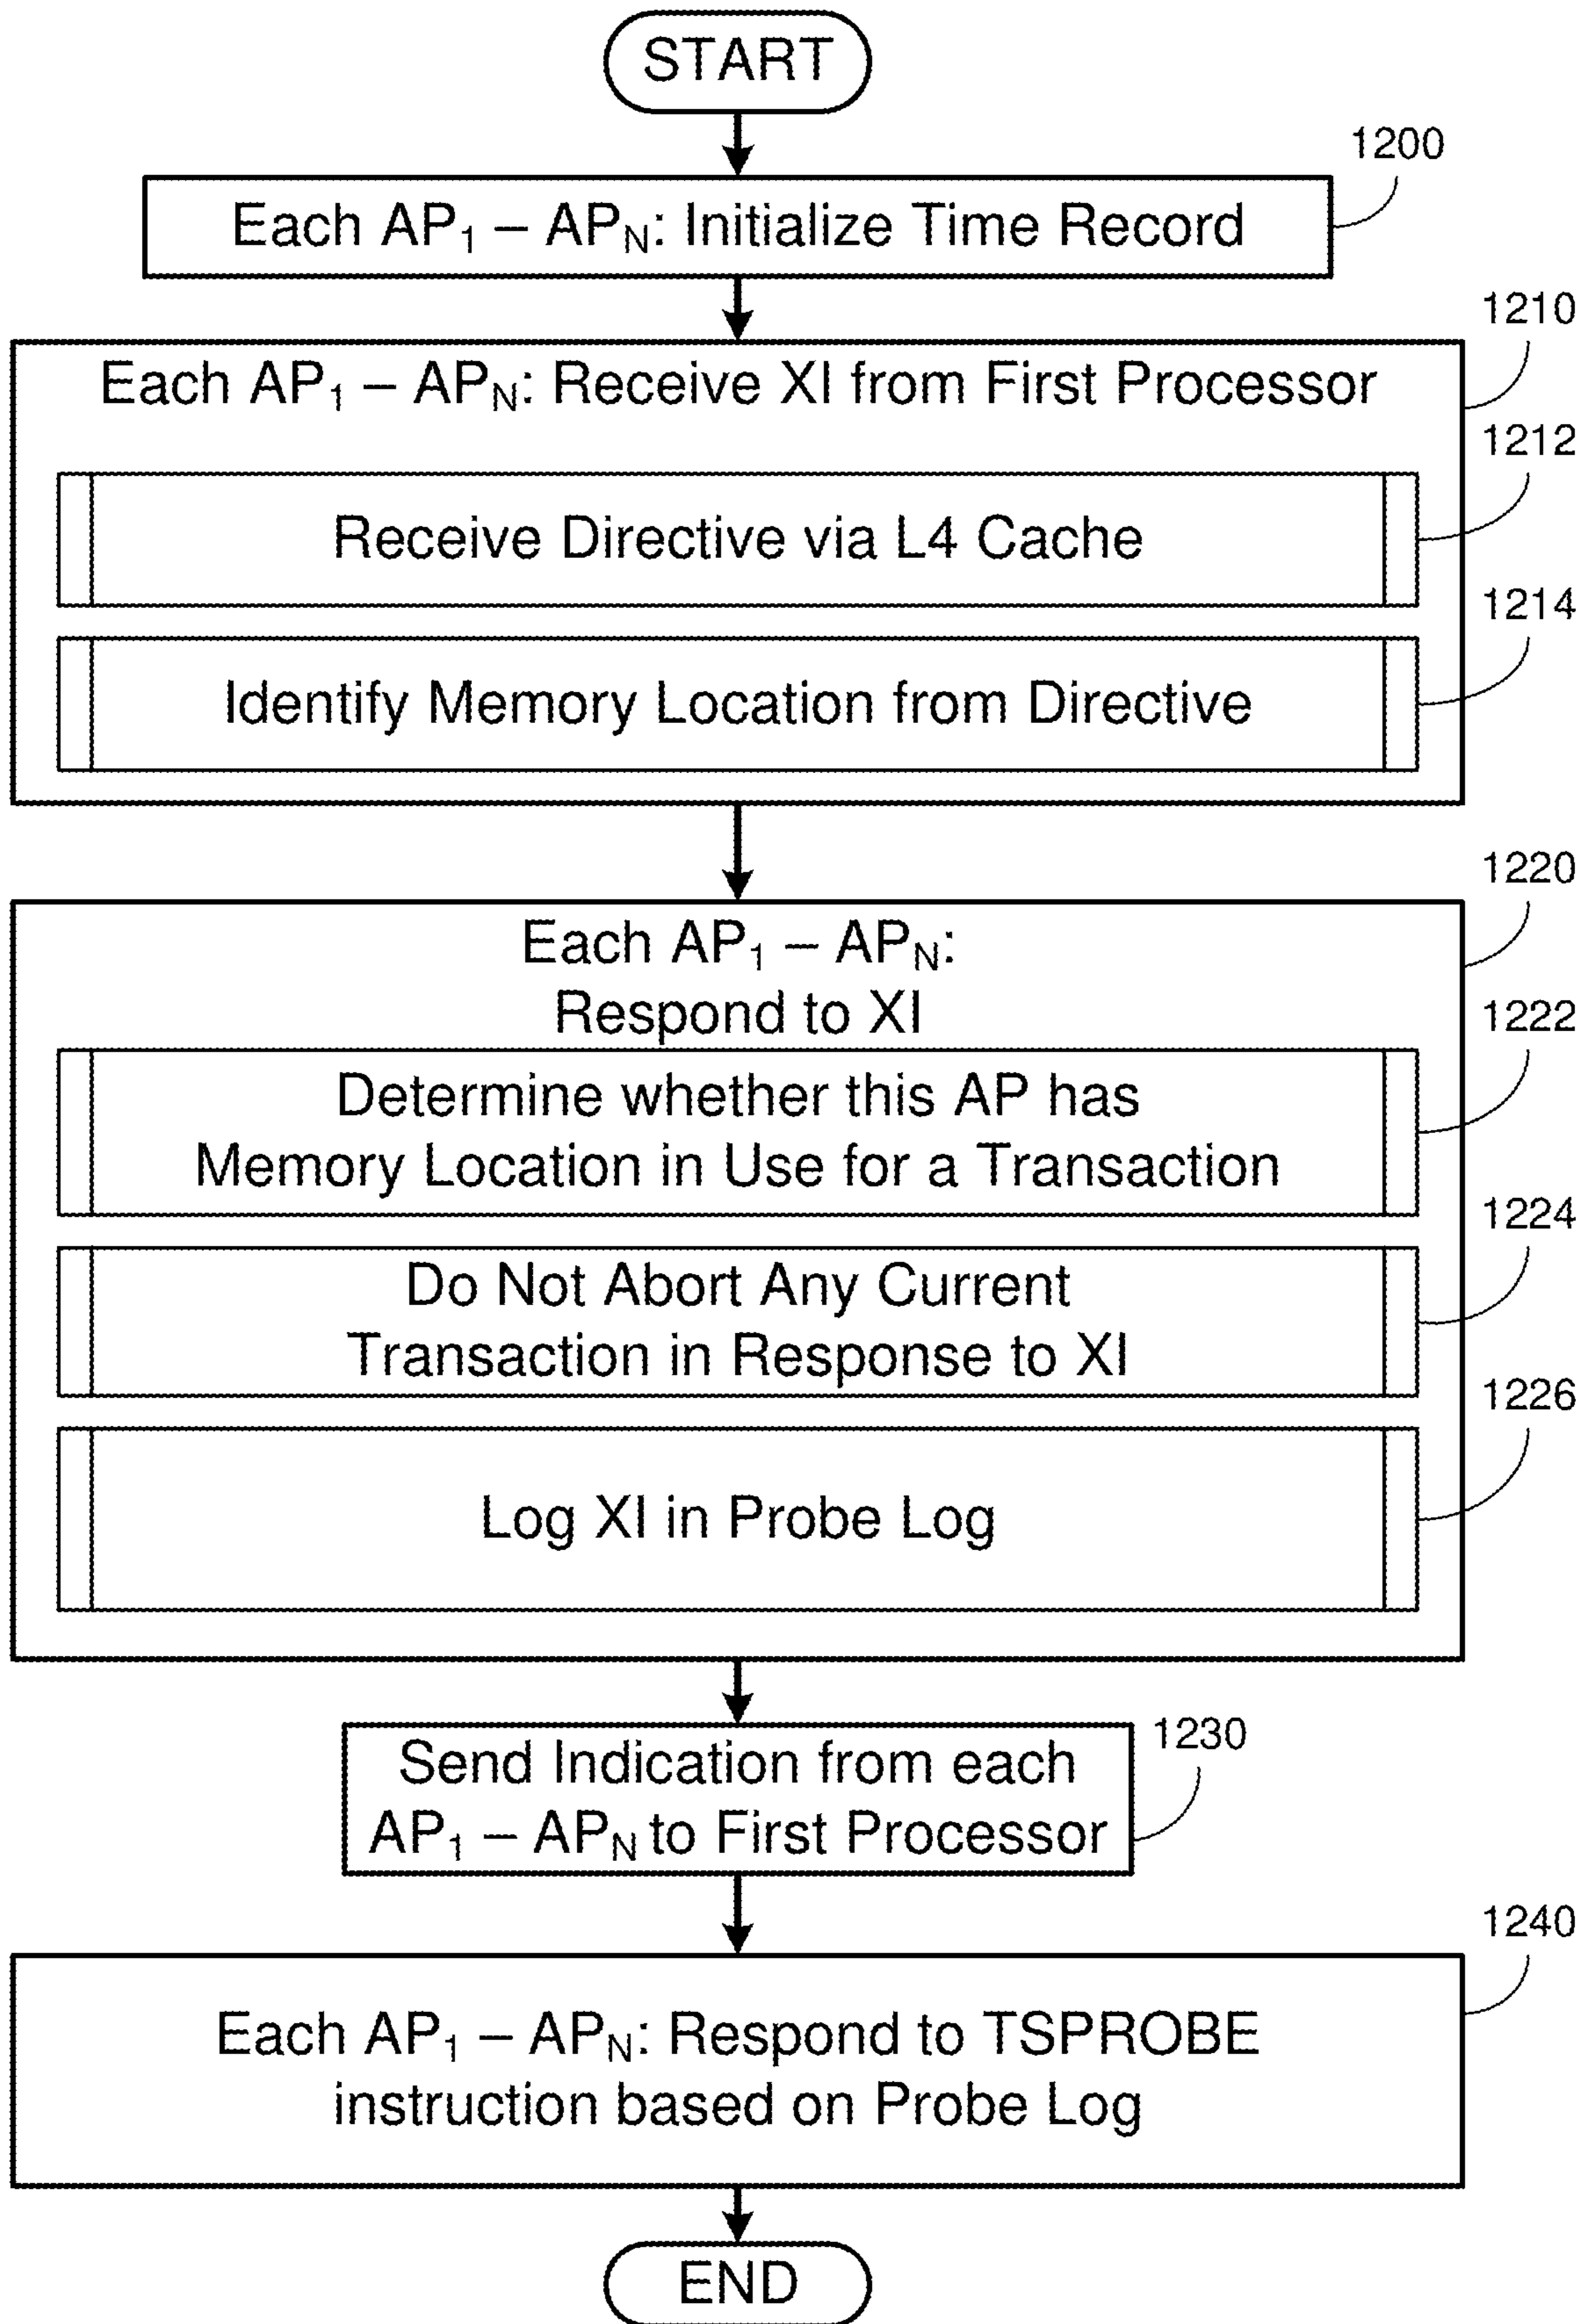 START
1200
Each AP₁ – APN: Initialize Time Record
1210
Each AP₁ – APN: Receive XI from First Processor
1212
Receive Directive via L4 Cache
1214
Identify Memory Location from Directive
1220
Each AP₁ – APN:
Respond to XI
1222
Determine whether this AP has
Memory Location in Use for a Transaction
1224
Do Not Abort Any Current
Transaction in Response to XI
1226
Log XI in Probe Log
1230
Send Indication from each
AP₁ – APN to First Processor
1240
Each AP₁ – APN: Respond to TSPROBE
instruction based on Probe Log
END